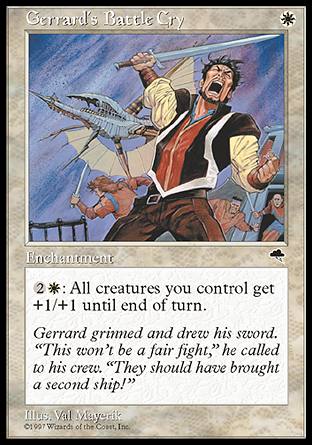 Gerrard's Battle Cry
Enchantment
2: All creatures you control get
+1/+1 until end of turn.
Gerrard grinned and drew his sword.
"This won't be a fair fight," he called
to his crew. "They should have brought
a second ship!"
Illus. Val Mayerik
©1997 Wizards of the Coast, Inc.